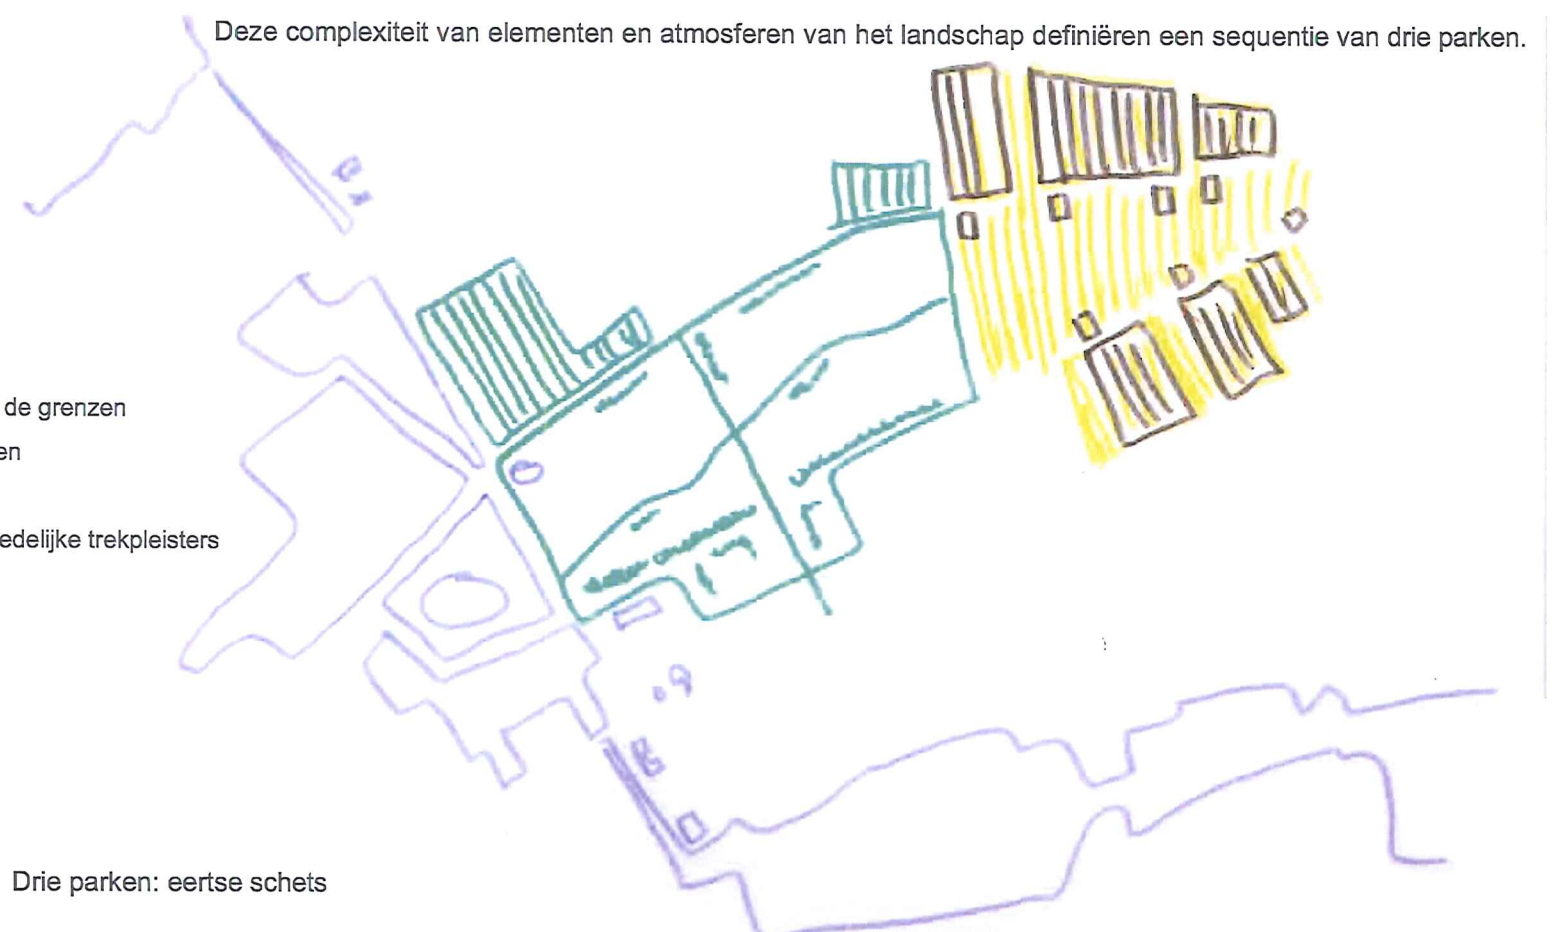 Deze complexiteit van elementen en atmosferen van het landschap definiëren een sequentie van drie parken.
de grenzen
en
edelijke trekpleisters
Drie parken: eertse schets